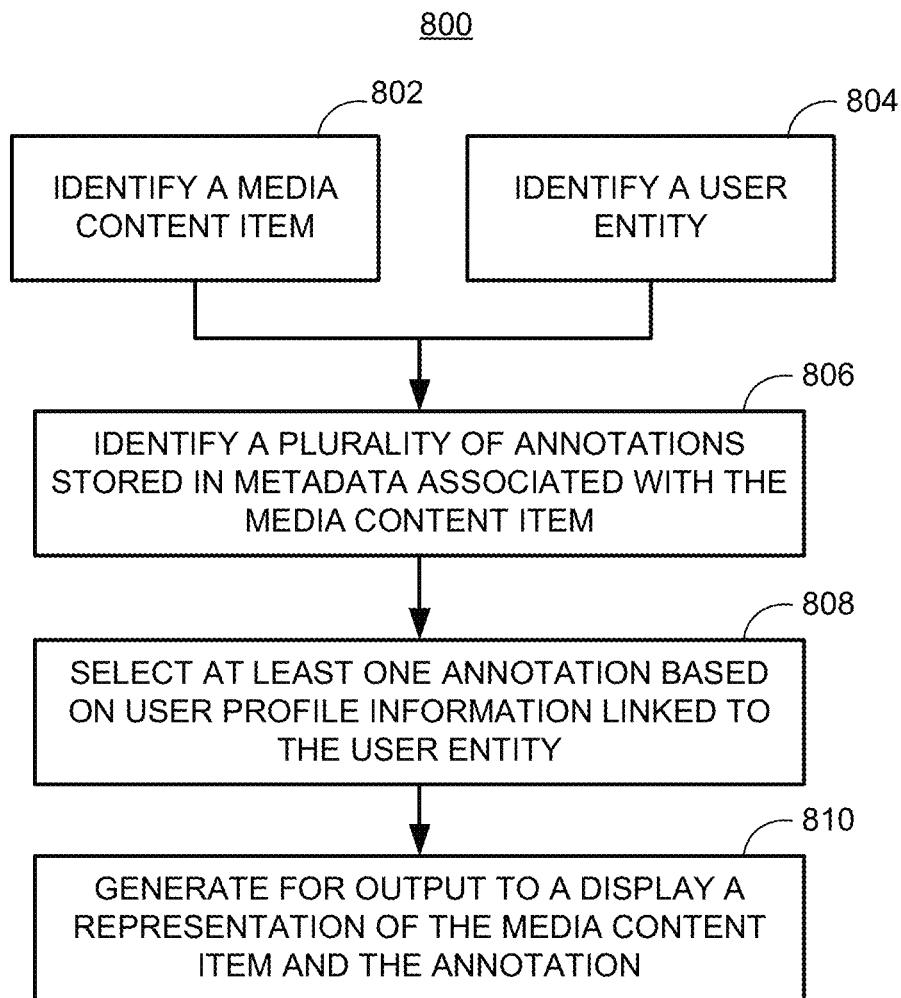 800
802
IDENTIFY A MEDIA
CONTENT ITEM
804
IDENTIFY A USER
ENTITY
806
IDENTIFY A PLURALITY OF ANNOTATIONS
STORED IN METADATA ASSOCIATED WITH THE
MEDIA CONTENT ITEM
808
SELECT AT LEAST ONE ANNOTATION BASED
ON USER PROFILE INFORMATION LINKED TO
THE USER ENTITY
810
GENERATE FOR OUTPUT TO A DISPLAY A
REPRESENTATION OF THE MEDIA CONTENT
ITEM AND THE ANNOTATION